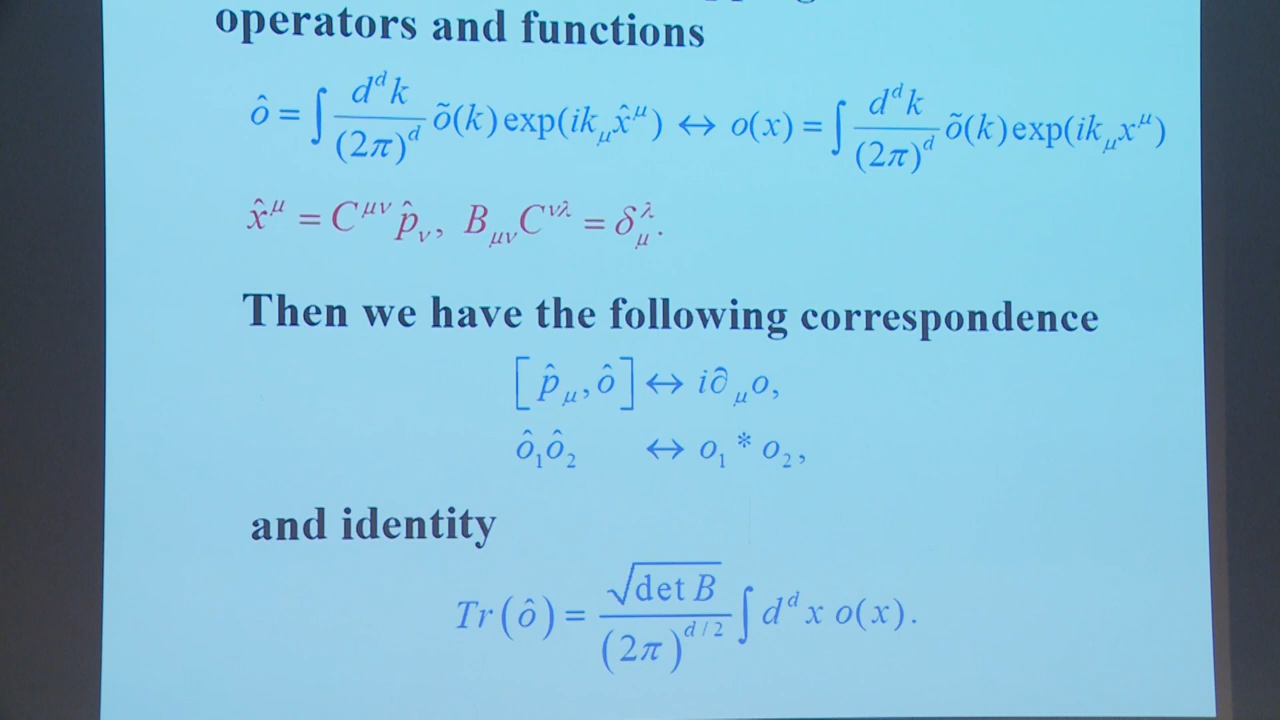 operators and functions
ô = ∫ d^d k / (2π)^d õ(k) exp(ik_μ x̂^μ) ↔ o(x) = ∫ d^d k / (2π)^d õ(k) exp(ik_μ x^μ)
x̂^μ = C^{μν} p̂_ν, B_{μν} C^{νλ} = δ_μ^λ.
Then we have the following correspondence
[p̂_μ, ô] ↔ i∂_μ o,
ô_1 ô_2 ↔ o_1 * o_2,
and identity
Tr(ô) = √(det B) / (2π)^{d/2} ∫ d^d x o(x).